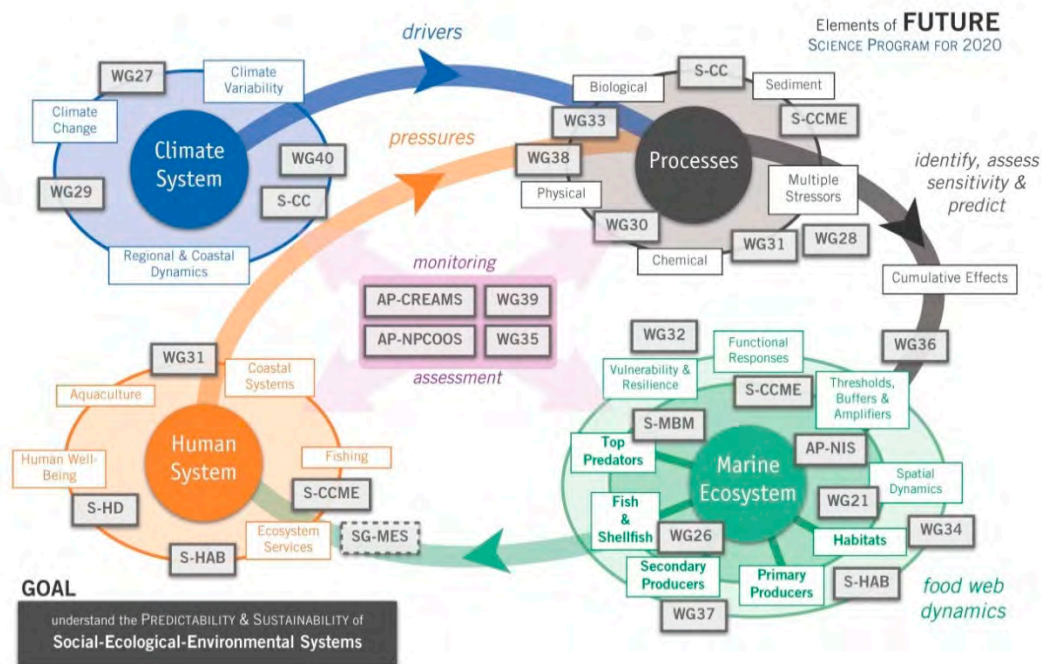 Elements of FUTURE
SCIENCE PROGRAM FOR 2020
drivers
WG27
Climate
Variability
Climate
Change
Climate
System
WG40
WG29
S-CC
Regional & Coastal
Dynamics
pressures
S-CC
Biological
Sediment
WG33
S-CCME
WG38
Processes
Physical
Multiple
Stressors
WG30
WG31
WG28
Chemical
identify, assess
sensitivity &
predict
Cumulative Effects
WG36
monitoring
AP-CREAMS
WG39
AP-NPCOOS
WG35
assessment
WG31
Coastal
Systems
Aquaculture
Human
System
Human Well-
Being
Fishing
S-CCME
S-HD
Ecosystem
Services
SG-MES
S-HAB
WG32
Functional
Responses
Vulnerability &
Resilience
S-CCME
Thresholds,
Buffers &
Amplifiers
S-MBM
Top
Predators
AP-NIS
Marine
Ecosystem
Spatial
Dynamics
WG21
Fish
&
Shellfish
WG26
Habitats
WG34
Secondary
Producers
Primary
Producers
S-HAB
WG37
food web
dynamics
GOAL
understand the PREDICTABILITY & SUSTAINABILITY of
Social-Ecological-Environmental Systems